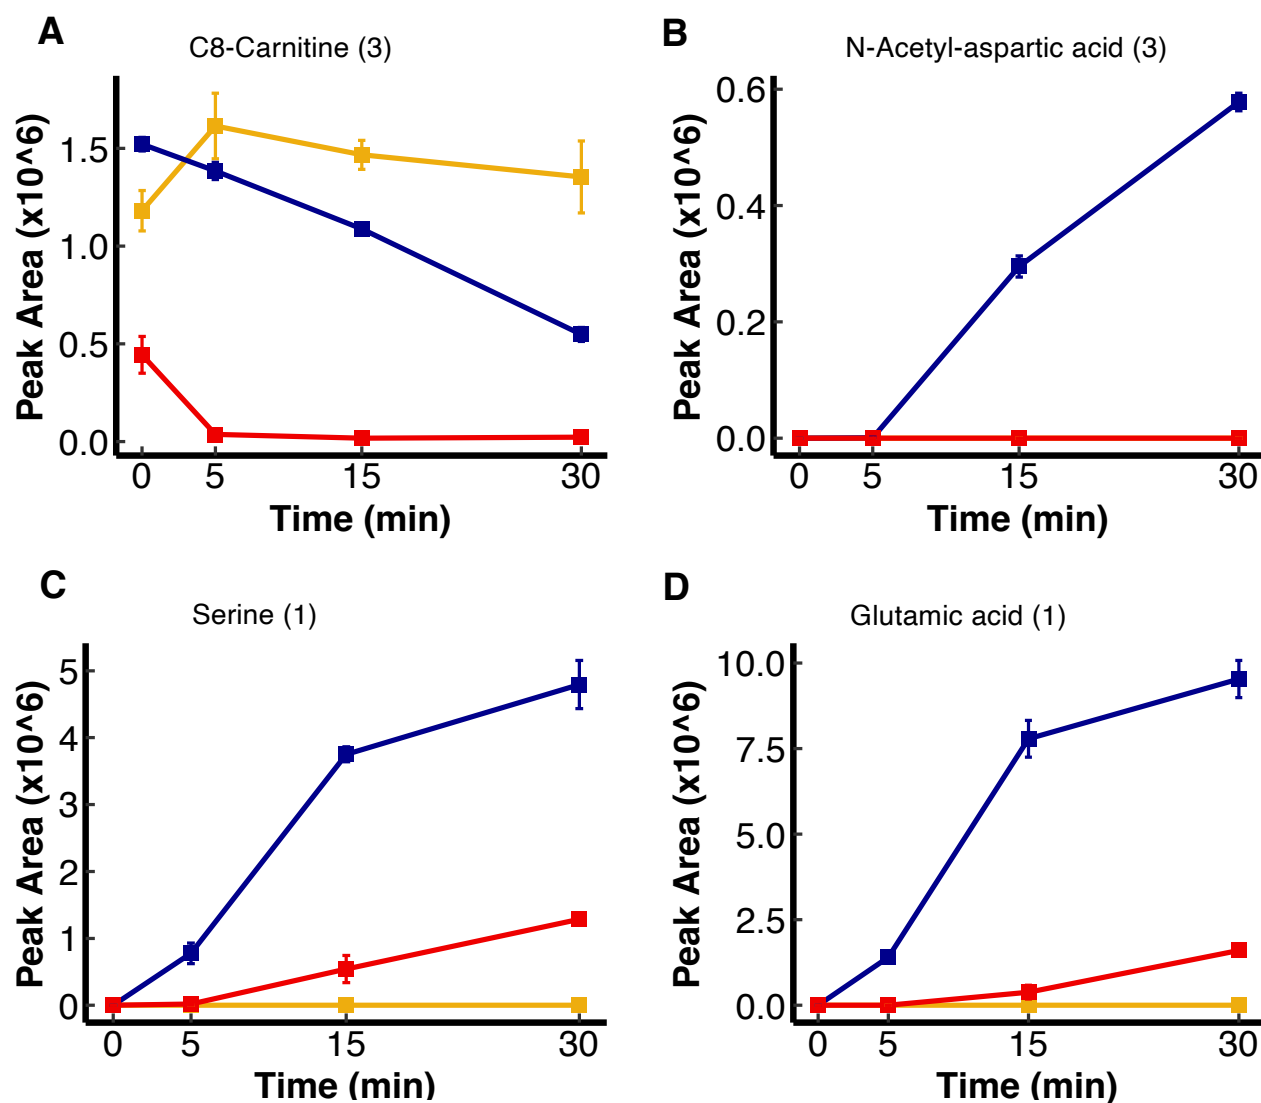 A
C8-Carnitine (3)
Peak Area (x10^6)
1.5
1.0
0.5
0.0
0 5 15 30
Time (min)
B
N-Acetyl-aspartic acid (3)
Peak Area (x10^6)
0.6
0.4
0.2
0.0
0 5 15 30
Time (min)
C
Serine (1)
Peak Area (x10^6)
5
4
3
2
1
0
0 5 15 30
Time (min)
D
Glutamic acid (1)
Peak Area (x10^6)
10.0
7.5
5.0
2.5
0.0
0 5 15 30
Time (min)